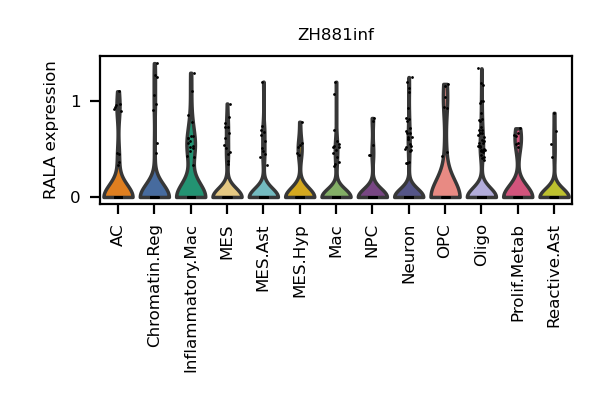 ZH881inf
RALA expression
1
0
AC
Chromatin.Reg
Inflammatory.Mac
MES
MES.Ast
MES.Hyp
Mac
NPC
Neuron
OPC
Oligo
Prolif.Metab
Reactive.Ast